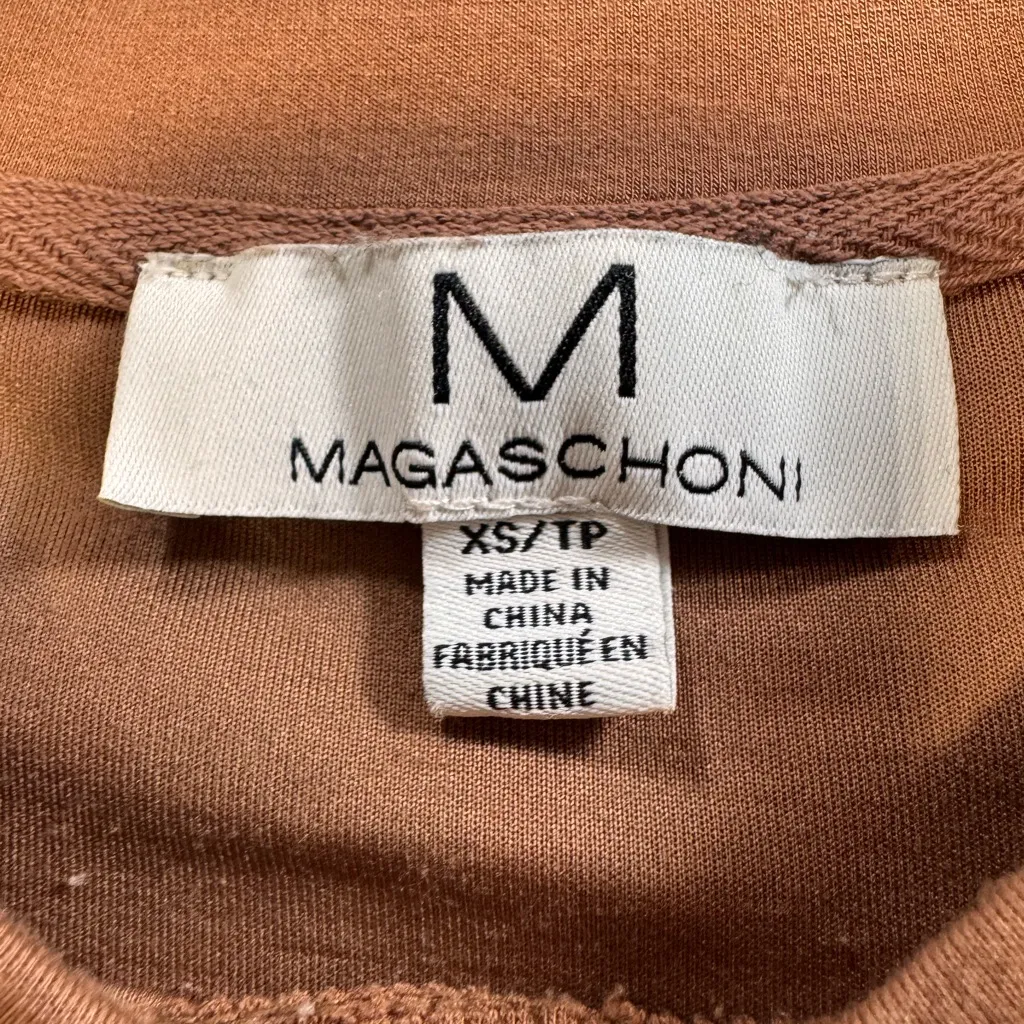 M
MAGASCHONI
XS/TP
MADE IN
CHINA
FABRIQUÉ EN
CHINE